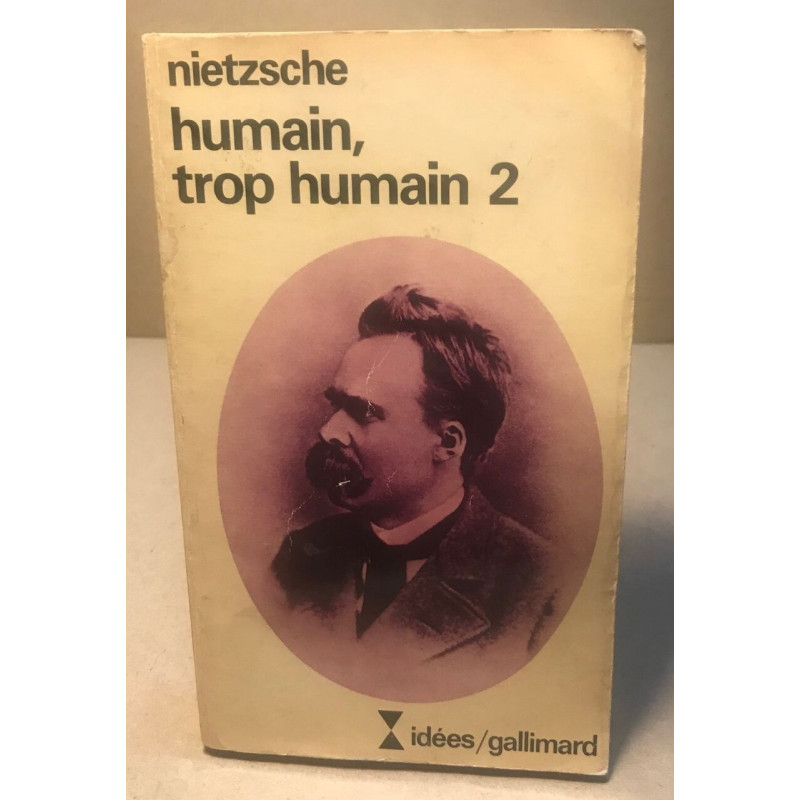 nietzsche
humain,
trop humain 2
idées/gallimard